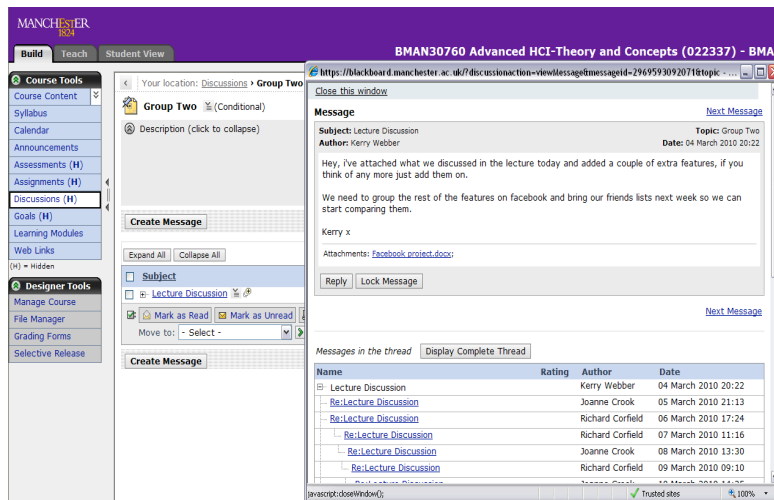 MANCHESTER
1824
Build Teach Student View
BMAN30760 Advanced HCI-Theory and Concepts (022337) - BMA
Course Tools
Course Content
Syllabus
Calendar
Announcements
Assessments (H)
Assignments (H)
Discussions (H)
Goals (H)
Learning Modules
Web Links
(H) = Hidden
Designer Tools
Manage Course
File Manager
Grading Forms
Selective Release
Your location: Discussions › Group Two
Group Two (Conditional)
Description (click to collapse)
Create Message
Expand All Collapse All
Subject
Lecture Discussion
Mark as Read Mark as Unread
Move to: - Select -
Create Message
https://blackboard.manchester.ac.uk/?discussionaction=viewMessage&messageid=2969593092071&topic - ...
Close this window
Message Next Message
Subject: Lecture Discussion Topic: Group Two
Author: Kerry Webber Date: 04 March 2010 20:22
Hey, i've attached what we discussed in the lecture today and added a couple of extra features, if you
think of any more just add them on.
We need to group the rest of the features on facebook and bring our friends lists next week so we can
start comparing them.
Kerry x
Attachments: Facebook project.docx;
Reply Lock Message
Next Message
Messages in the thread Display Complete Thread
Name Rating Author Date
Lecture Discussion Kerry Webber 04 March 2010 20:22
Re:Lecture Discussion Joanne Crook 05 March 2010 21:13
Re:Lecture Discussion Richard Corfield 06 March 2010 17:24
Re:Lecture Discussion Richard Corfield 07 March 2010 11:16
Re:Lecture Discussion Joanne Crook 08 March 2010 13:30
Re:Lecture Discussion Richard Corfield 09 March 2010 09:10
javascript:closeWindow(); Trusted sites 100%